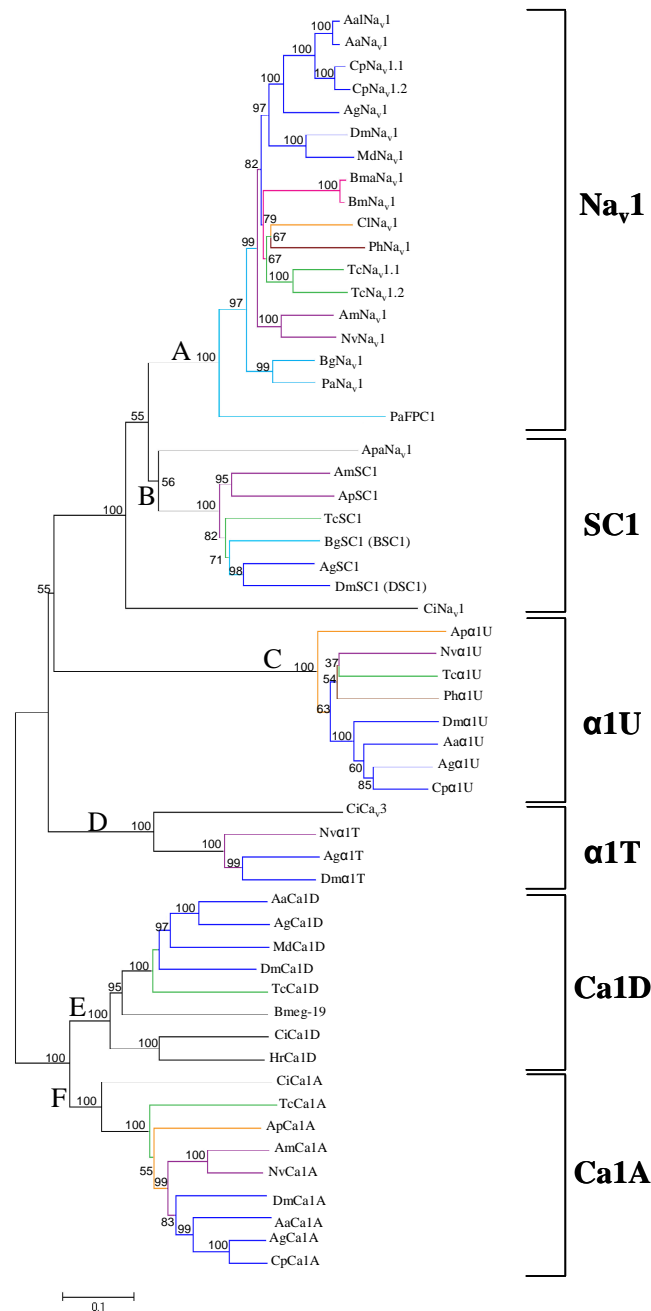 AalNav1
100
AaNav1
CpNav1.1
100
100
CpNav1.2
100
97
AgNav1
DmNav1
100
MdNav1
82
BmaNav1
100
BmNav1
Nav1
79
ClNav1
67
PhNav1
99
67
TcNav1.1
100
TcNav1.2
97
AmNav1
100
NvNav1
A
100
BgNav1
99
PaNav1
PaFPC1
55
ApaNav1
56
B
AmSC1
95
ApSC1
100
TcSC1
SC1
100
82
BgSC1 (BSC1)
71
AgSC1
98
DmSC1 (DSC1)
55
CiNav1
Apα1U
C
100
Nvα1U
37
54
Tcα1U
Phα1U
63
α1U
Dmα1U
100
Aaα1U
60
Agα1U
85
Cpα1U
CiCav3
D
100
Nvα1T
100
α1T
Agα1T
99
Dmα1T
AaCa1D
100
AgCa1D
97
MdCa1D
100
DmCa1D
TcCa1D
95
Ca1D
E
Bmeg-19
100
CiCa1D
100
HrCa1D
100
F
CiCa1A
100
TcCa1A
100
ApCa1A
AmCa1A
100
55
NvCa1A
99
Ca1A
DmCa1A
83
AaCa1A
99
AgCa1A
100
CpCa1A
0.1